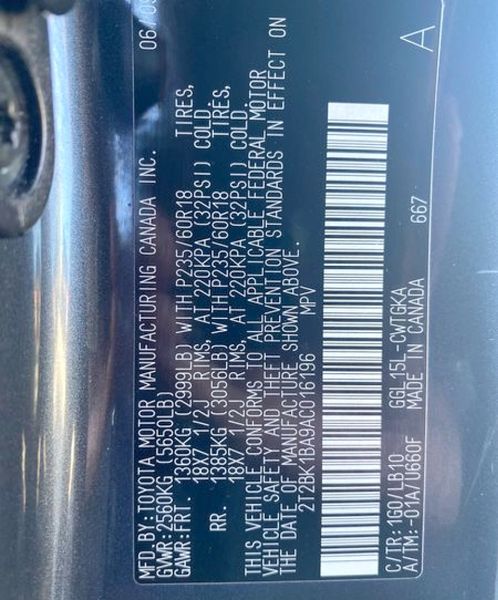 MFD.BY:TOYOTA MOTOR MANUFACTURING CANADA INC. 06
GVWR:2560KG (5650LB)
GAWR:FRT. 1360KG (2999LB) WITH P235/60R18 TIRES,
18X7 1/2J RIMS, AT 220KPA (32PSI) COLD.
RR. 1385KG (3056LB) WITH P235/60R18 TIRES,
18X7 1/2J RIMS, AT 220KPA (32PSI) COLD.
THIS VEHICLE CONFORMS TO ALL APPLICABLE FEDERAL MOTOR
VEHICLE SAFETY AND THEFT PREVENTION STANDARDS IN EFFECT ON
THE DATE OF MANUFACTURE SHOWN ABOVE.
2T2BK1BA9AC016196 MPV
C/TR:1G0/LB10 GGL15L-CWTGKA
A/TM:-01A/U660F MADE IN CANADA 667 A